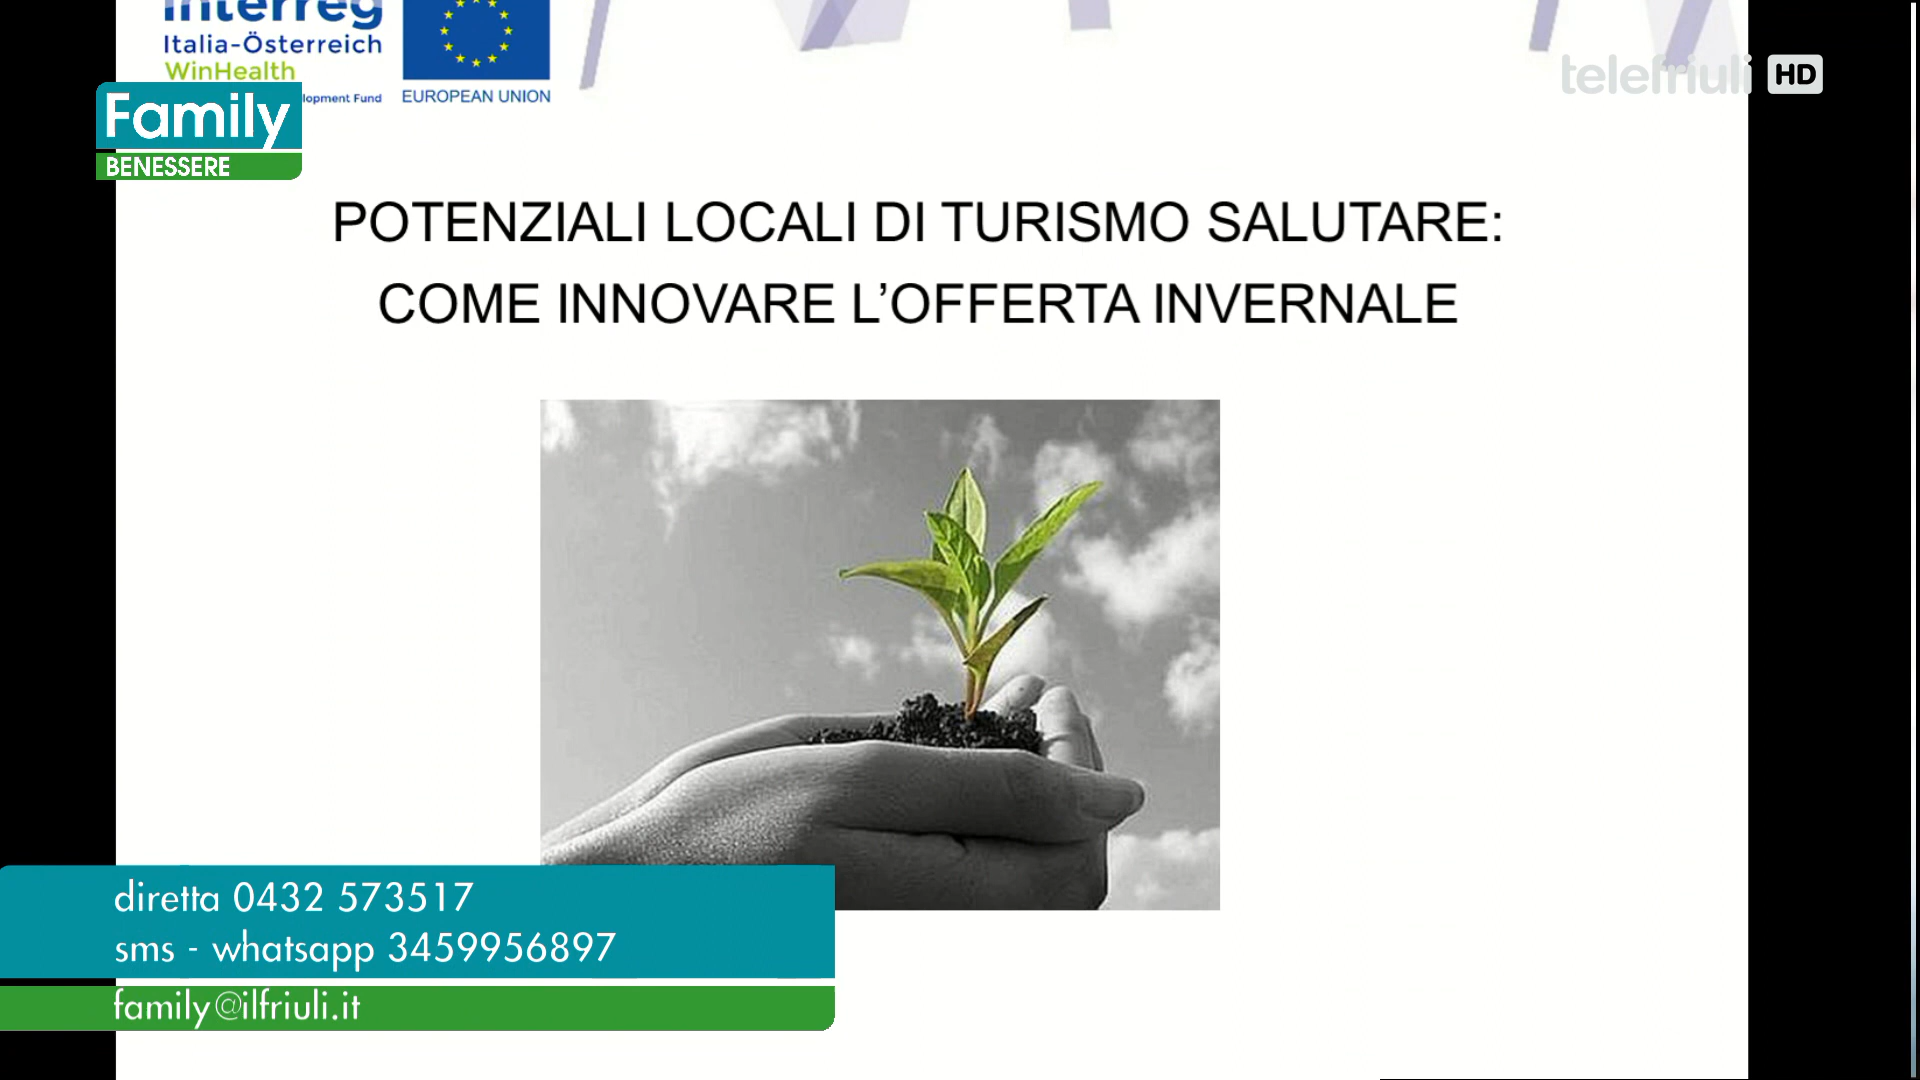 Interreg
Italia-Österreich
WinHealth
lopment Fund
EUROPEAN UNION
telefriuli HD
Family
BENESSERE
POTENZIALI LOCALI DI TURISMO SALUTARE:
COME INNOVARE L’OFFERTA INVERNALE
diretta 0432 573517
sms - whatsapp 3459956897
family@ilfriuli.it